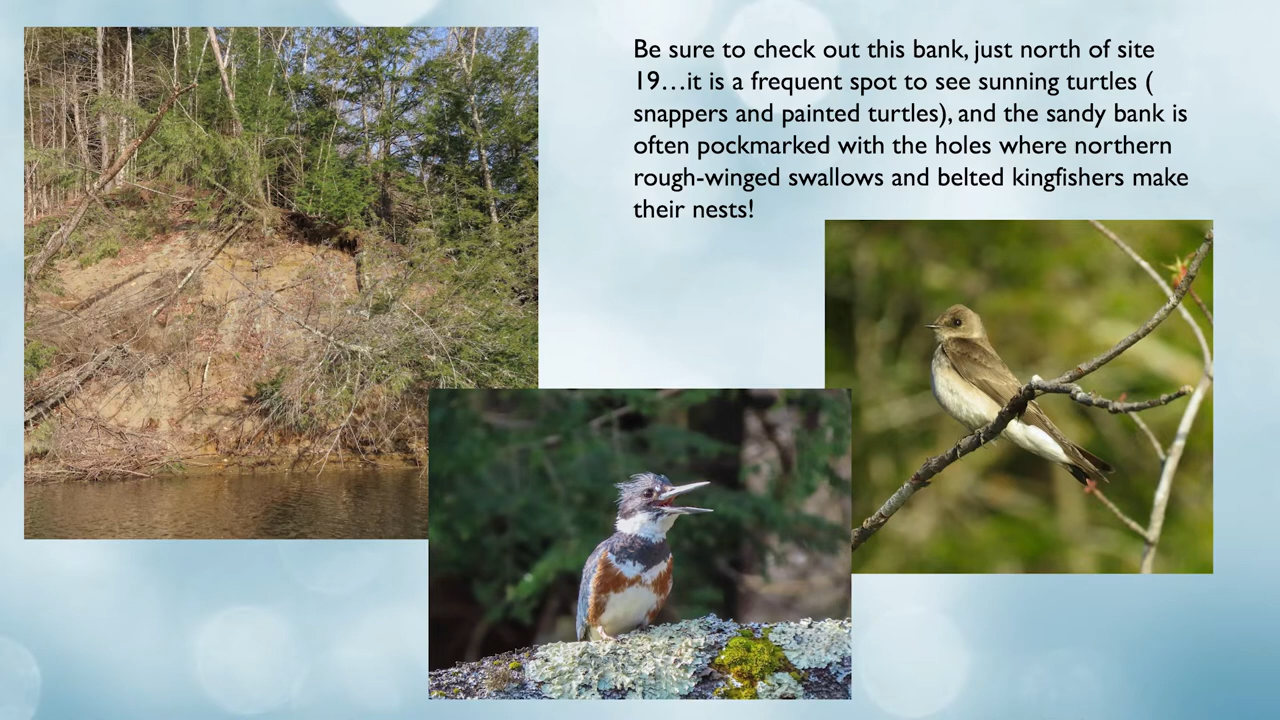 Be sure to check out this bank, just north of site
19…it is a frequent spot to see sunning turtles (
snappers and painted turtles), and the sandy bank is
often pockmarked with the holes where northern
rough-winged swallows and belted kingfishers make
their nests!